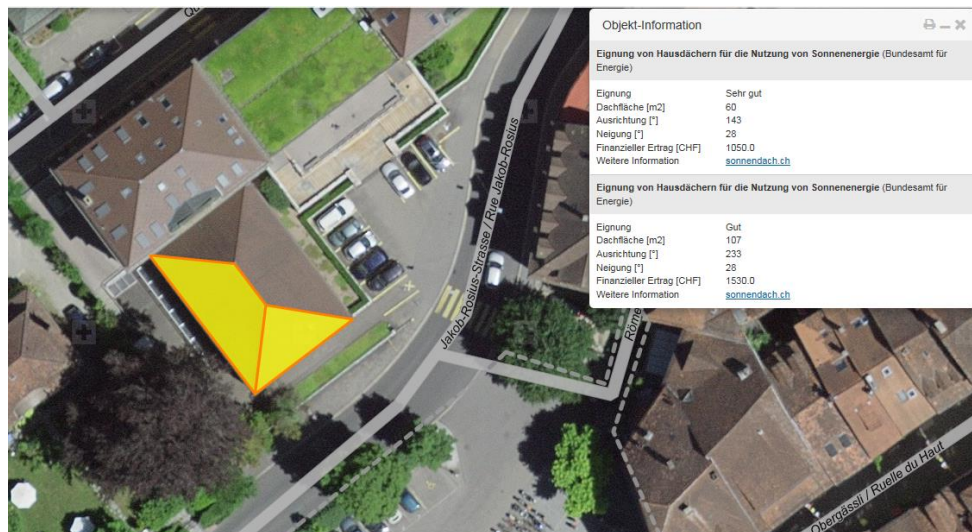 Objekt-Information
Eignung von Hausdächern für die Nutzung von Sonnenenergie (Bundesamt für
Energie)
Eignung Sehr gut
Dachfläche [m2] 60
Ausrichtung [°] 143
Neigung [°] 28
Finanzieller Ertrag [CHF] 1050.0
Weitere Information sonnendach.ch
Eignung von Hausdächern für die Nutzung von Sonnenenergie (Bundesamt für
Energie)
Eignung Gut
Dachfläche [m2] 107
Ausrichtung [°] 233
Neigung [°] 28
Finanzieller Ertrag [CHF] 1530.0
Weitere Information sonnendach.ch
Jakob-Rosius-Strasse / Rue Jakob-Rosius
Obergässli / Ruelle du Haut